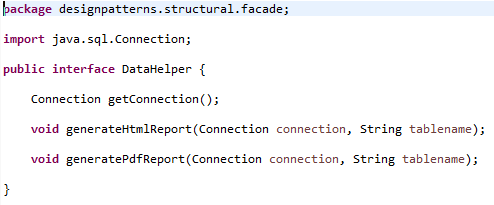 package designpatterns.structural.facade;
import java.sql.Connection;
public interface DataHelper {
Connection getConnection();
void generateHtmlReport(Connection connection, String tablename);
void generatePdfReport(Connection connection, String tablename);
}